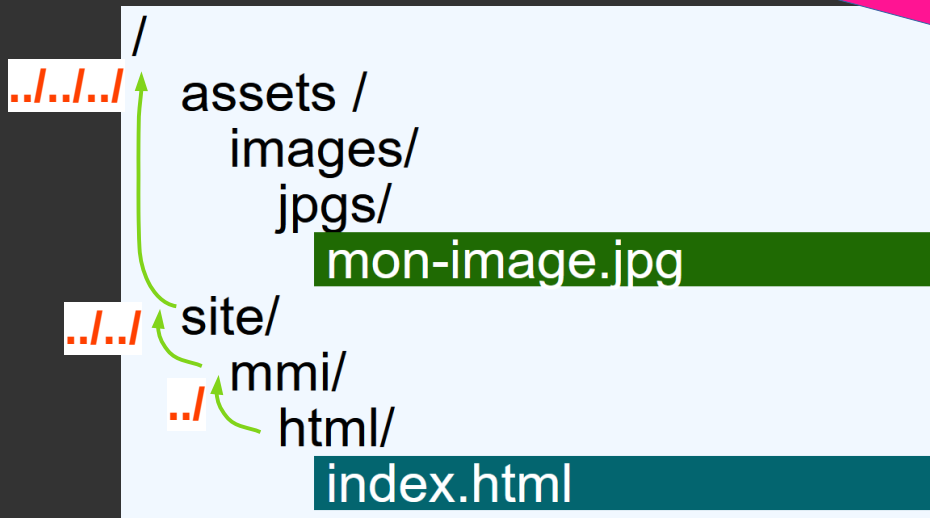 /
../../../
assets /
images/
jpgs/
mon-image.jpg
site/
../../
mmi/
../
html/
index.html